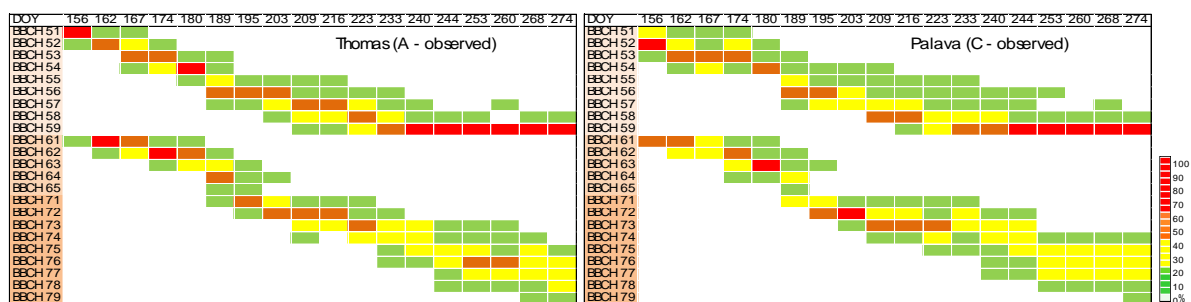 DOY 156 162 167 174 180 189 195 203 209 216 223 233 240 244 253 260 268 274
BBCH 51
BBCH 52
BBCH 53
BBCH 54
BBCH 55
BBCH 56
BBCH 57
BBCH 58
BBCH 59
BBCH 61
BBCH 62
BBCH 63
BBCH 64
BBCH 65
BBCH 71
BBCH 72
BBCH 73
BBCH 74
BBCH 75
BBCH 76
BBCH 77
BBCH 78
BBCH 79
Thomas (A - observed)
DOY 156 162 167 174 180 189 195 203 209 216 223 233 240 244 253 260 268 274
BBCH 51
BBCH 52
BBCH 53
BBCH 54
BBCH 55
BBCH 56
BBCH 57
BBCH 58
BBCH 59
BBCH 61
BBCH 62
BBCH 63
BBCH 64
BBCH 65
BBCH 71
BBCH 72
BBCH 73
BBCH 74
BBCH 75
BBCH 76
BBCH 77
BBCH 78
BBCH 79
Palava (C - observed)
100
90
80
70
60
50
40
30
20
10
0%